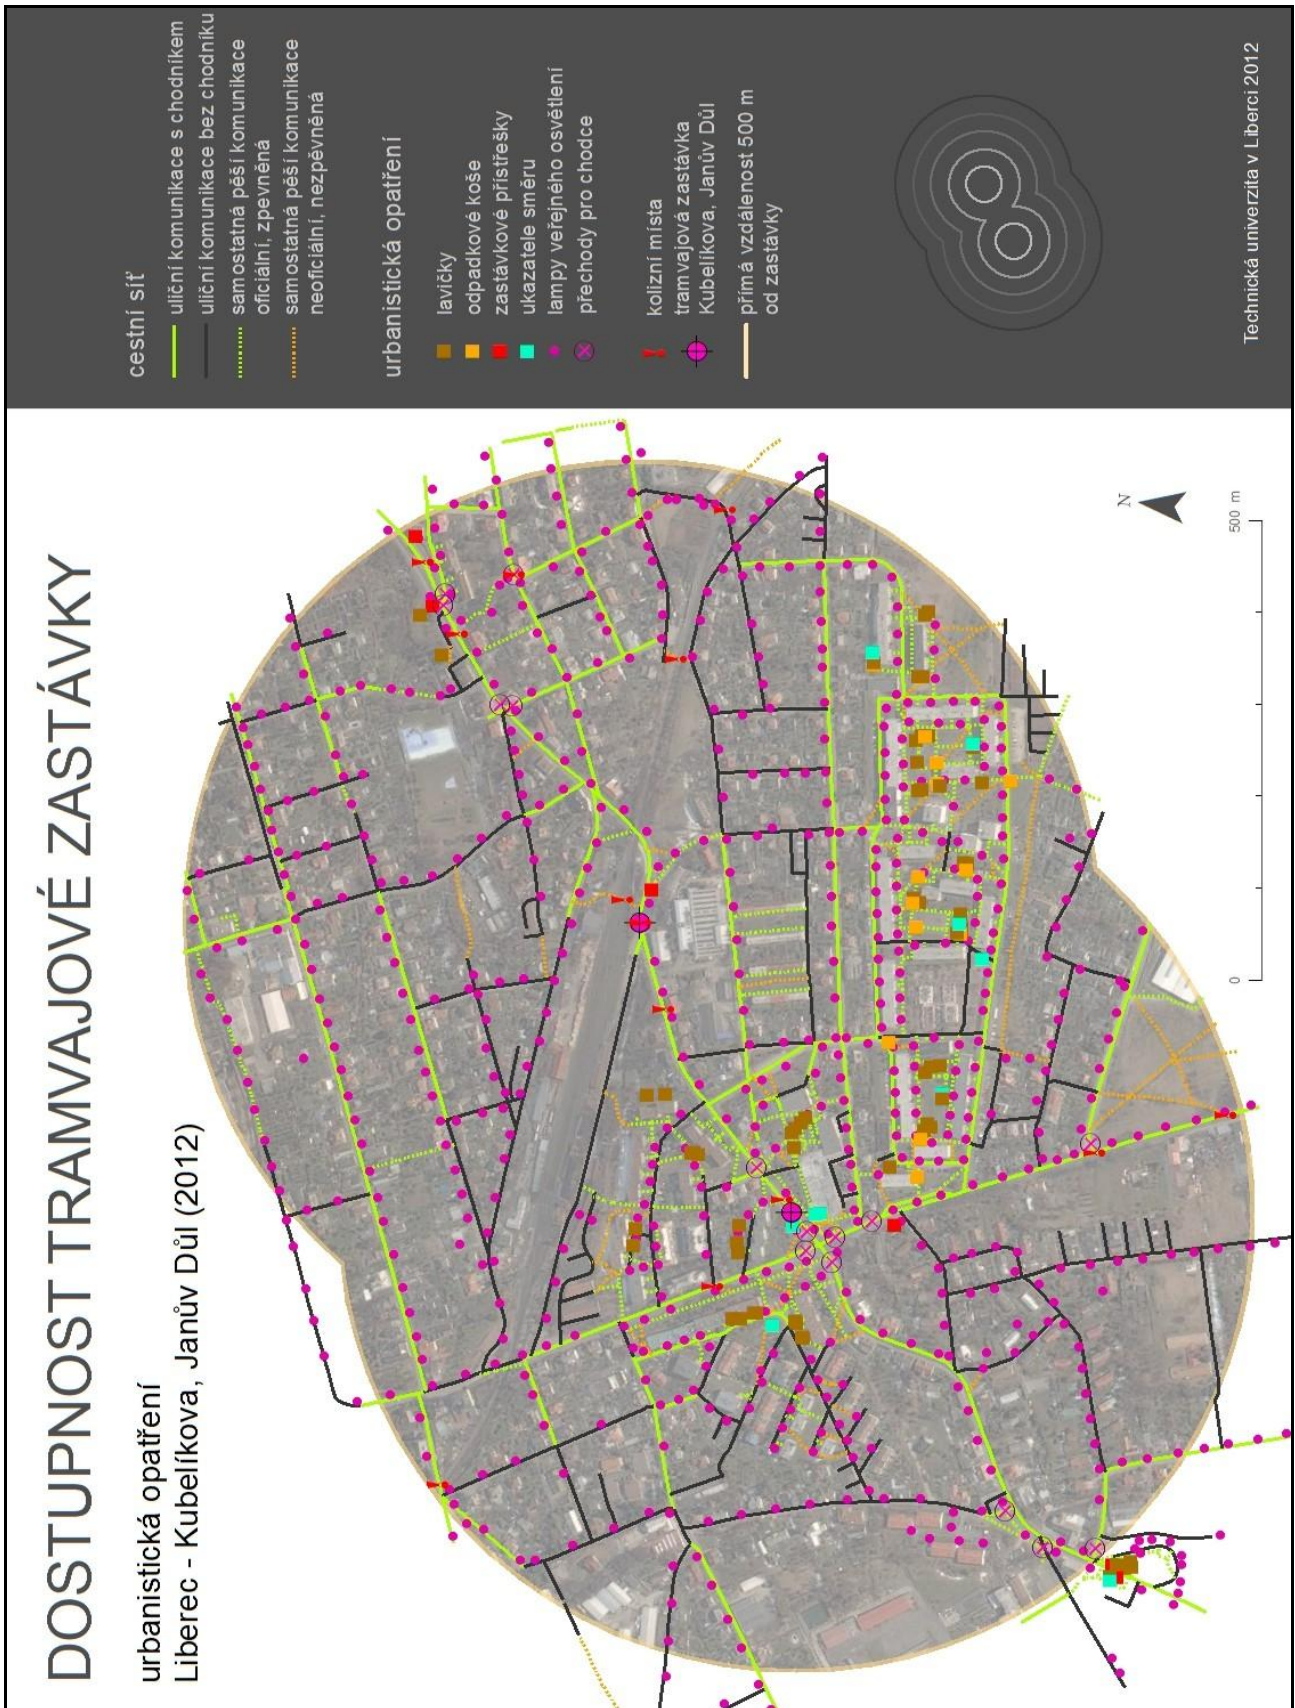 DOSTUPNOST TRAMVAJOVÉ ZASTÁVKY
urbanistická opatření
Liberec - Kubelíkova, Janův Důl (2012)
cestní síť
uliční komunikace s chodníkem
uliční komunikace bez chodníku
samostatná pěší komunikace
oficiální, zpevněná
samostatná pěší komunikace
neoficiální, nezpěvněná
urbanistická opatření
lavičky
odpadkové koše
zastávkové přístřešky
ukazatele směru
lampy veřejného osvětlení
přechody pro chodce
kolizní místa
tramvajová zastávka
Kubelíkova, Janův Důl
přímá vzdálenost 500 m
od zastávky
N
0
500 m
Technická univerzita v Liberci 2012